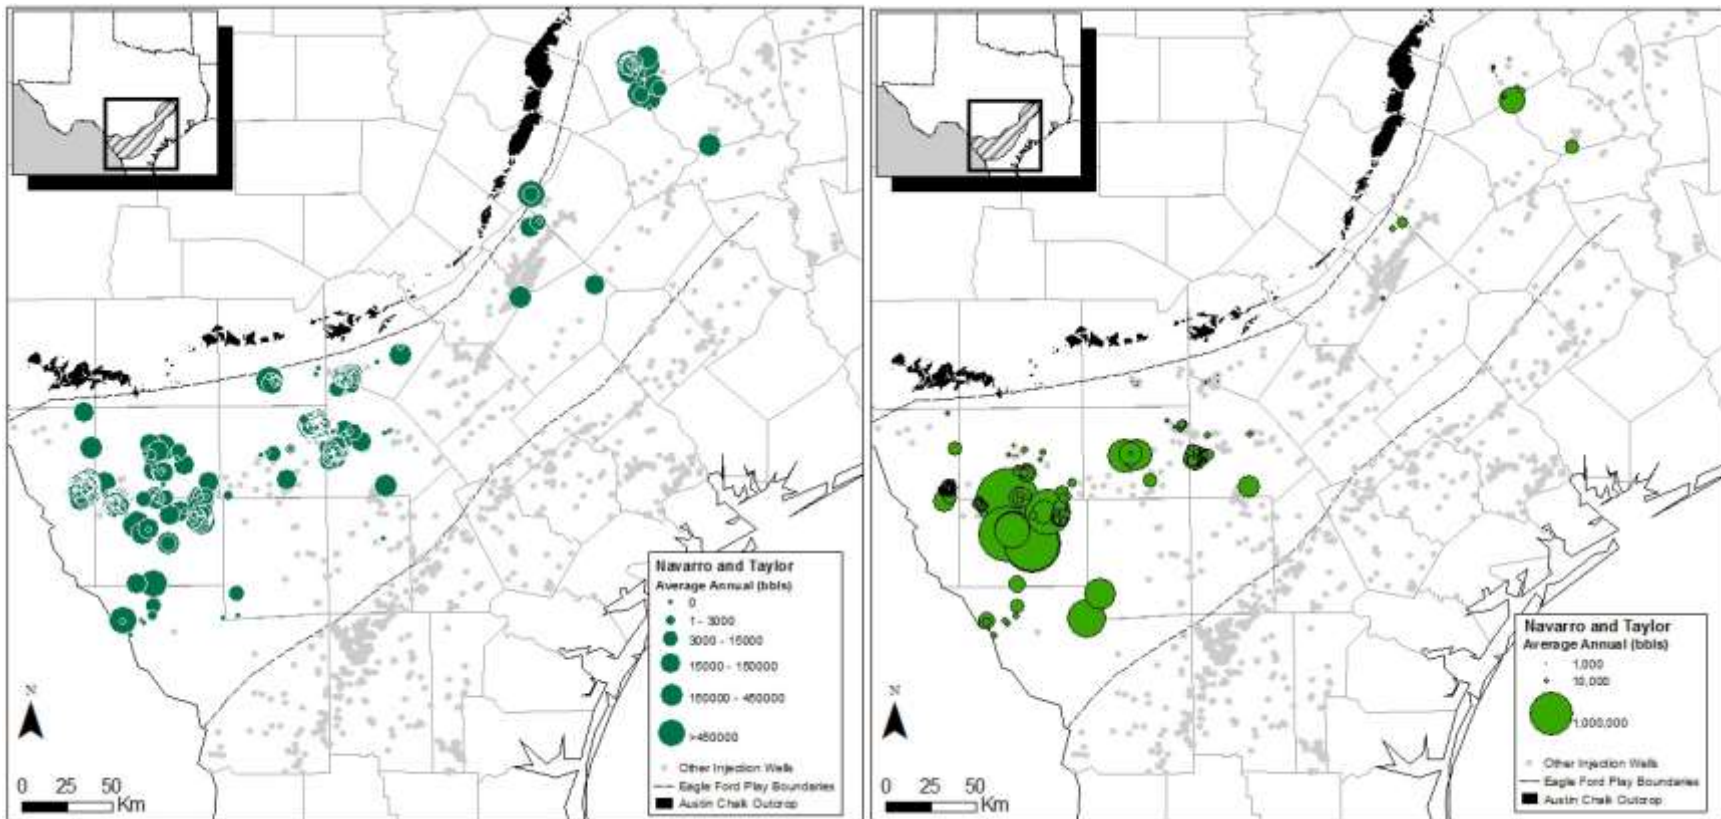 Navarro and Taylor
Average Annual (bbls)
0
1 - 3000
3000 - 15000
15000 - 150000
150000 - 450000
>450000
Other Injection Wells
Eagle Ford Play Boundaries
Austin Chalk Outcrop
N
0 25 50
Km
Navarro and Taylor
Average Annual (bbls)
1,000
10,000
1,000,000
Other Injection Wells
Eagle Ford Play Boundaries
Austin Chalk Outcrop
N
0 25 50
Km